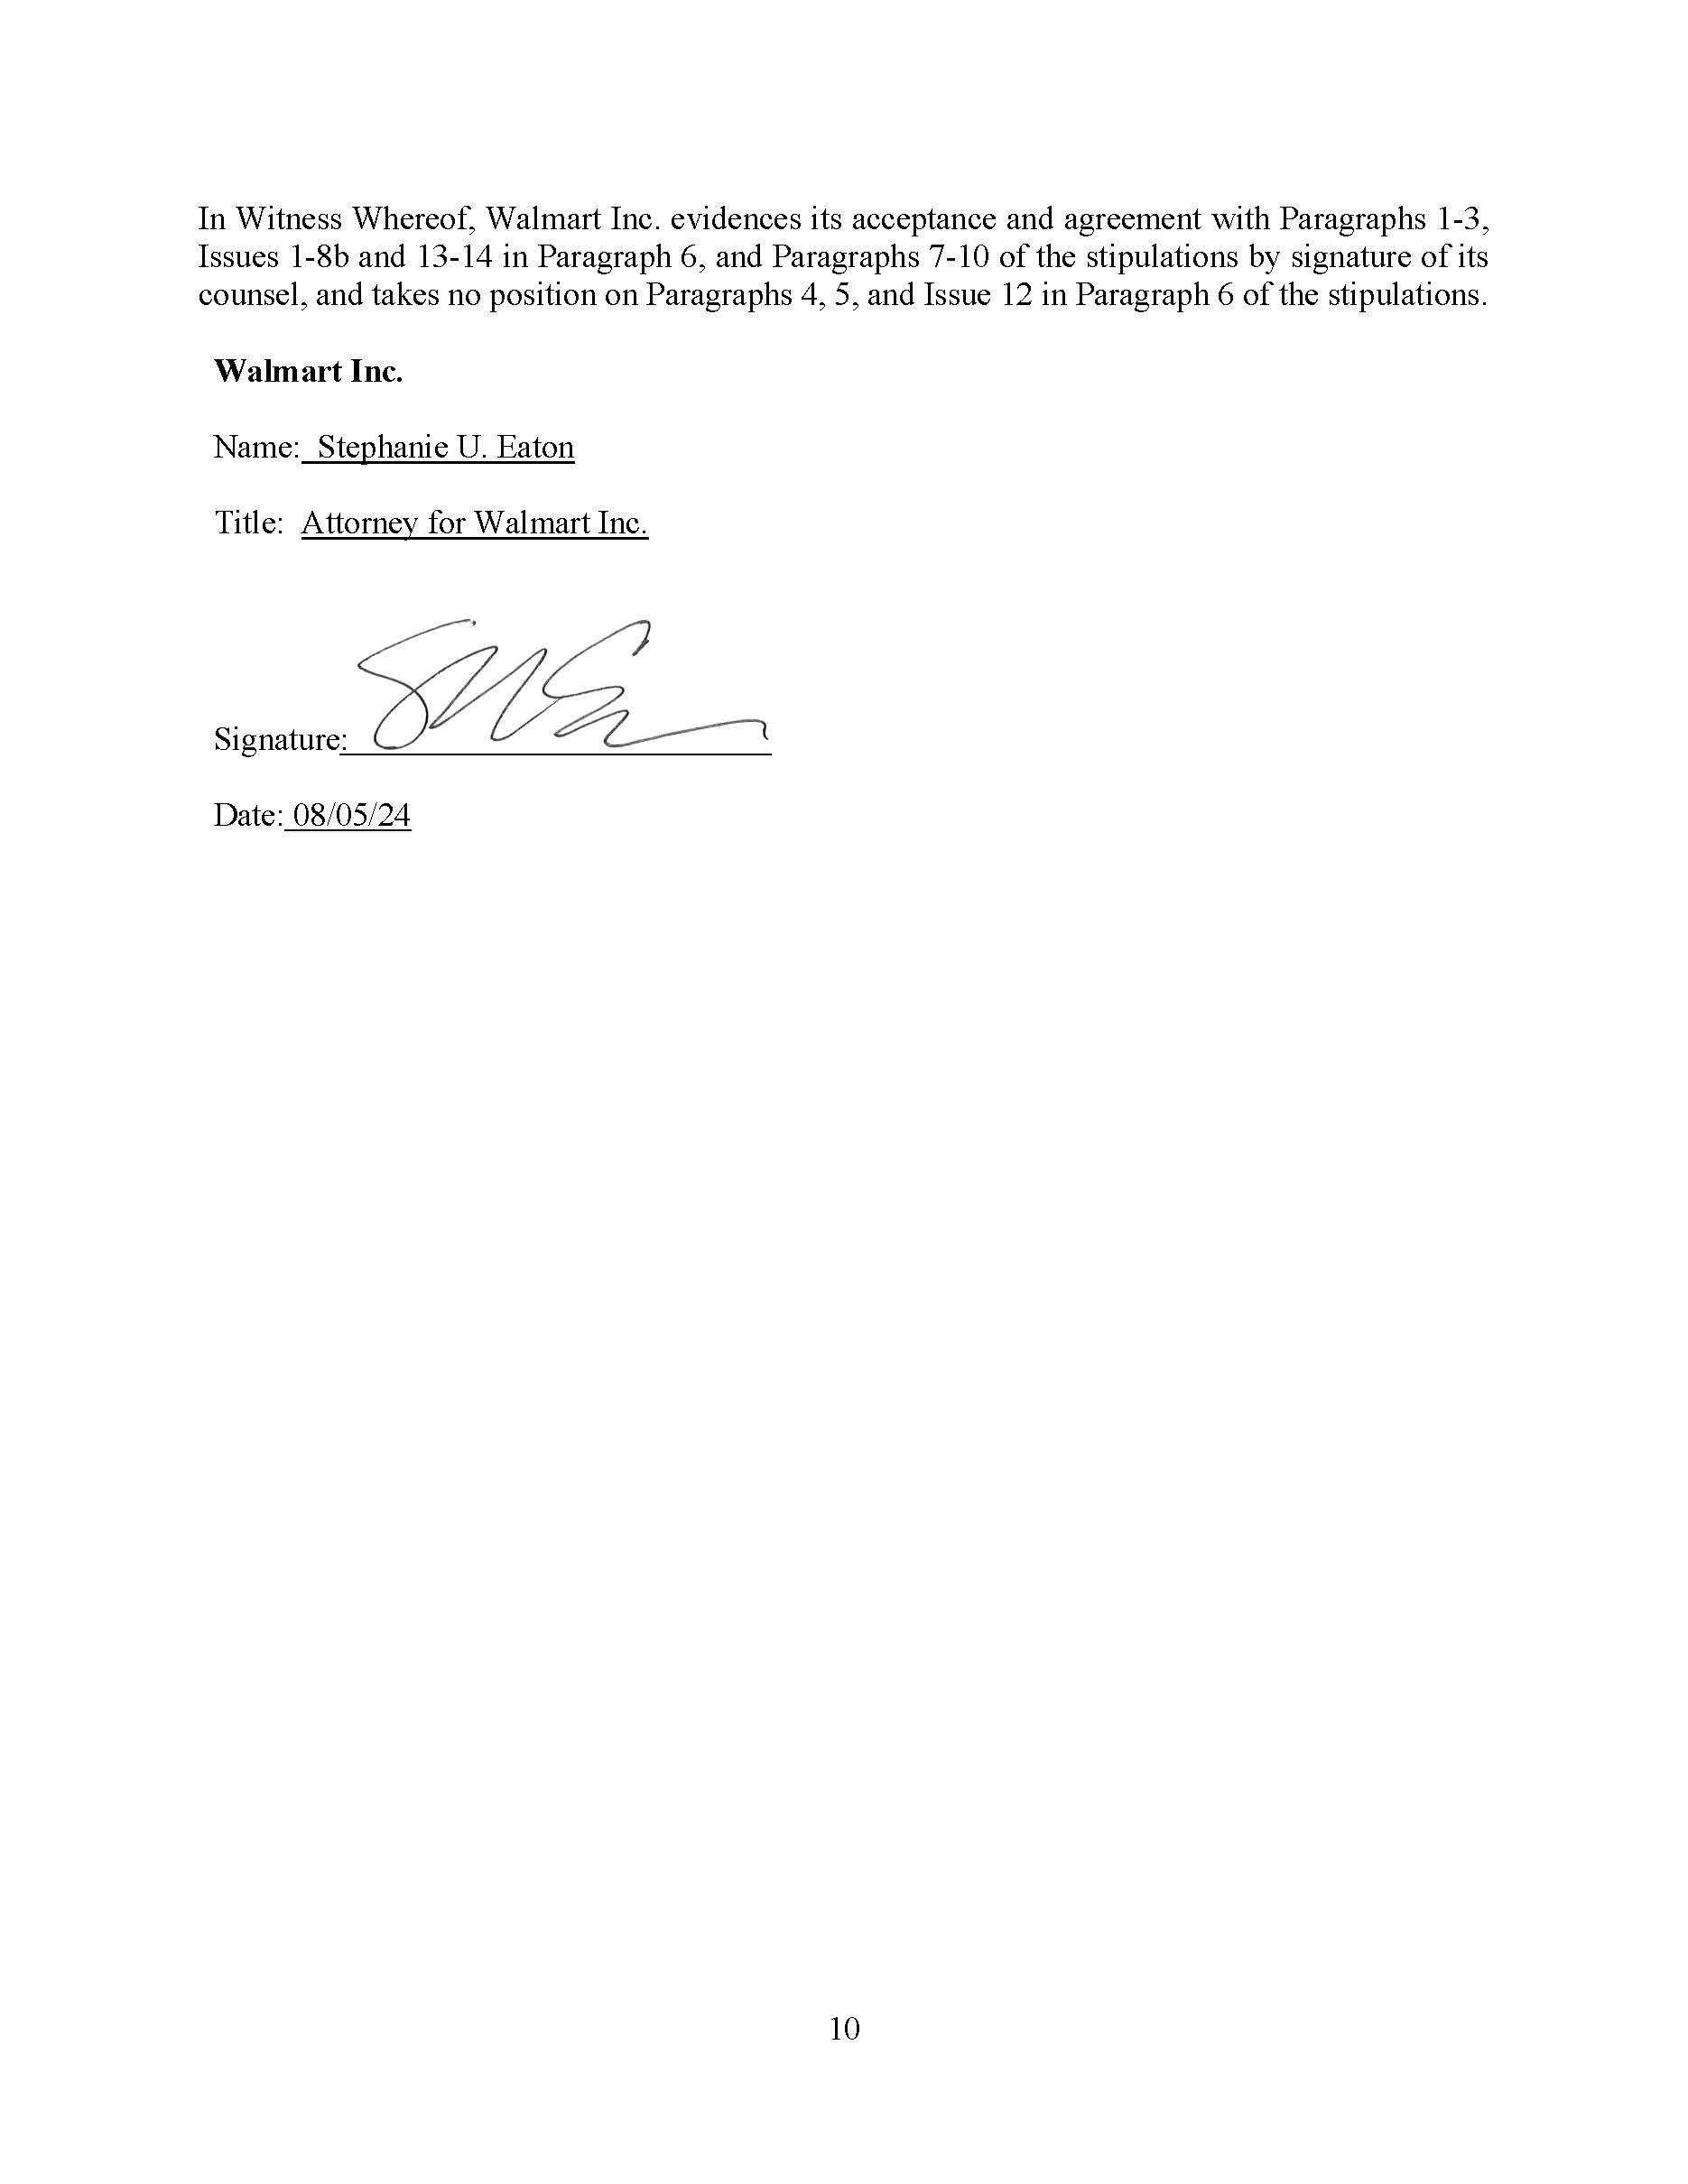 In Witness Whereof, Walmart Inc. evidences its acceptance and agreement with Paragraphs 1-3,
Issues 1-8b and 13-14 in Paragraph 6, and Paragraphs 7-10 of the stipulations by signature of its
counsel, and takes no position on Paragraphs 4, 5, and Issue 12 in Paragraph 6 of the stipulations.
Walmart Inc.
Name: Stephanie U. Eaton
Title: Attorney for Walmart Inc.
Signature:
Date: 08/05/24
10